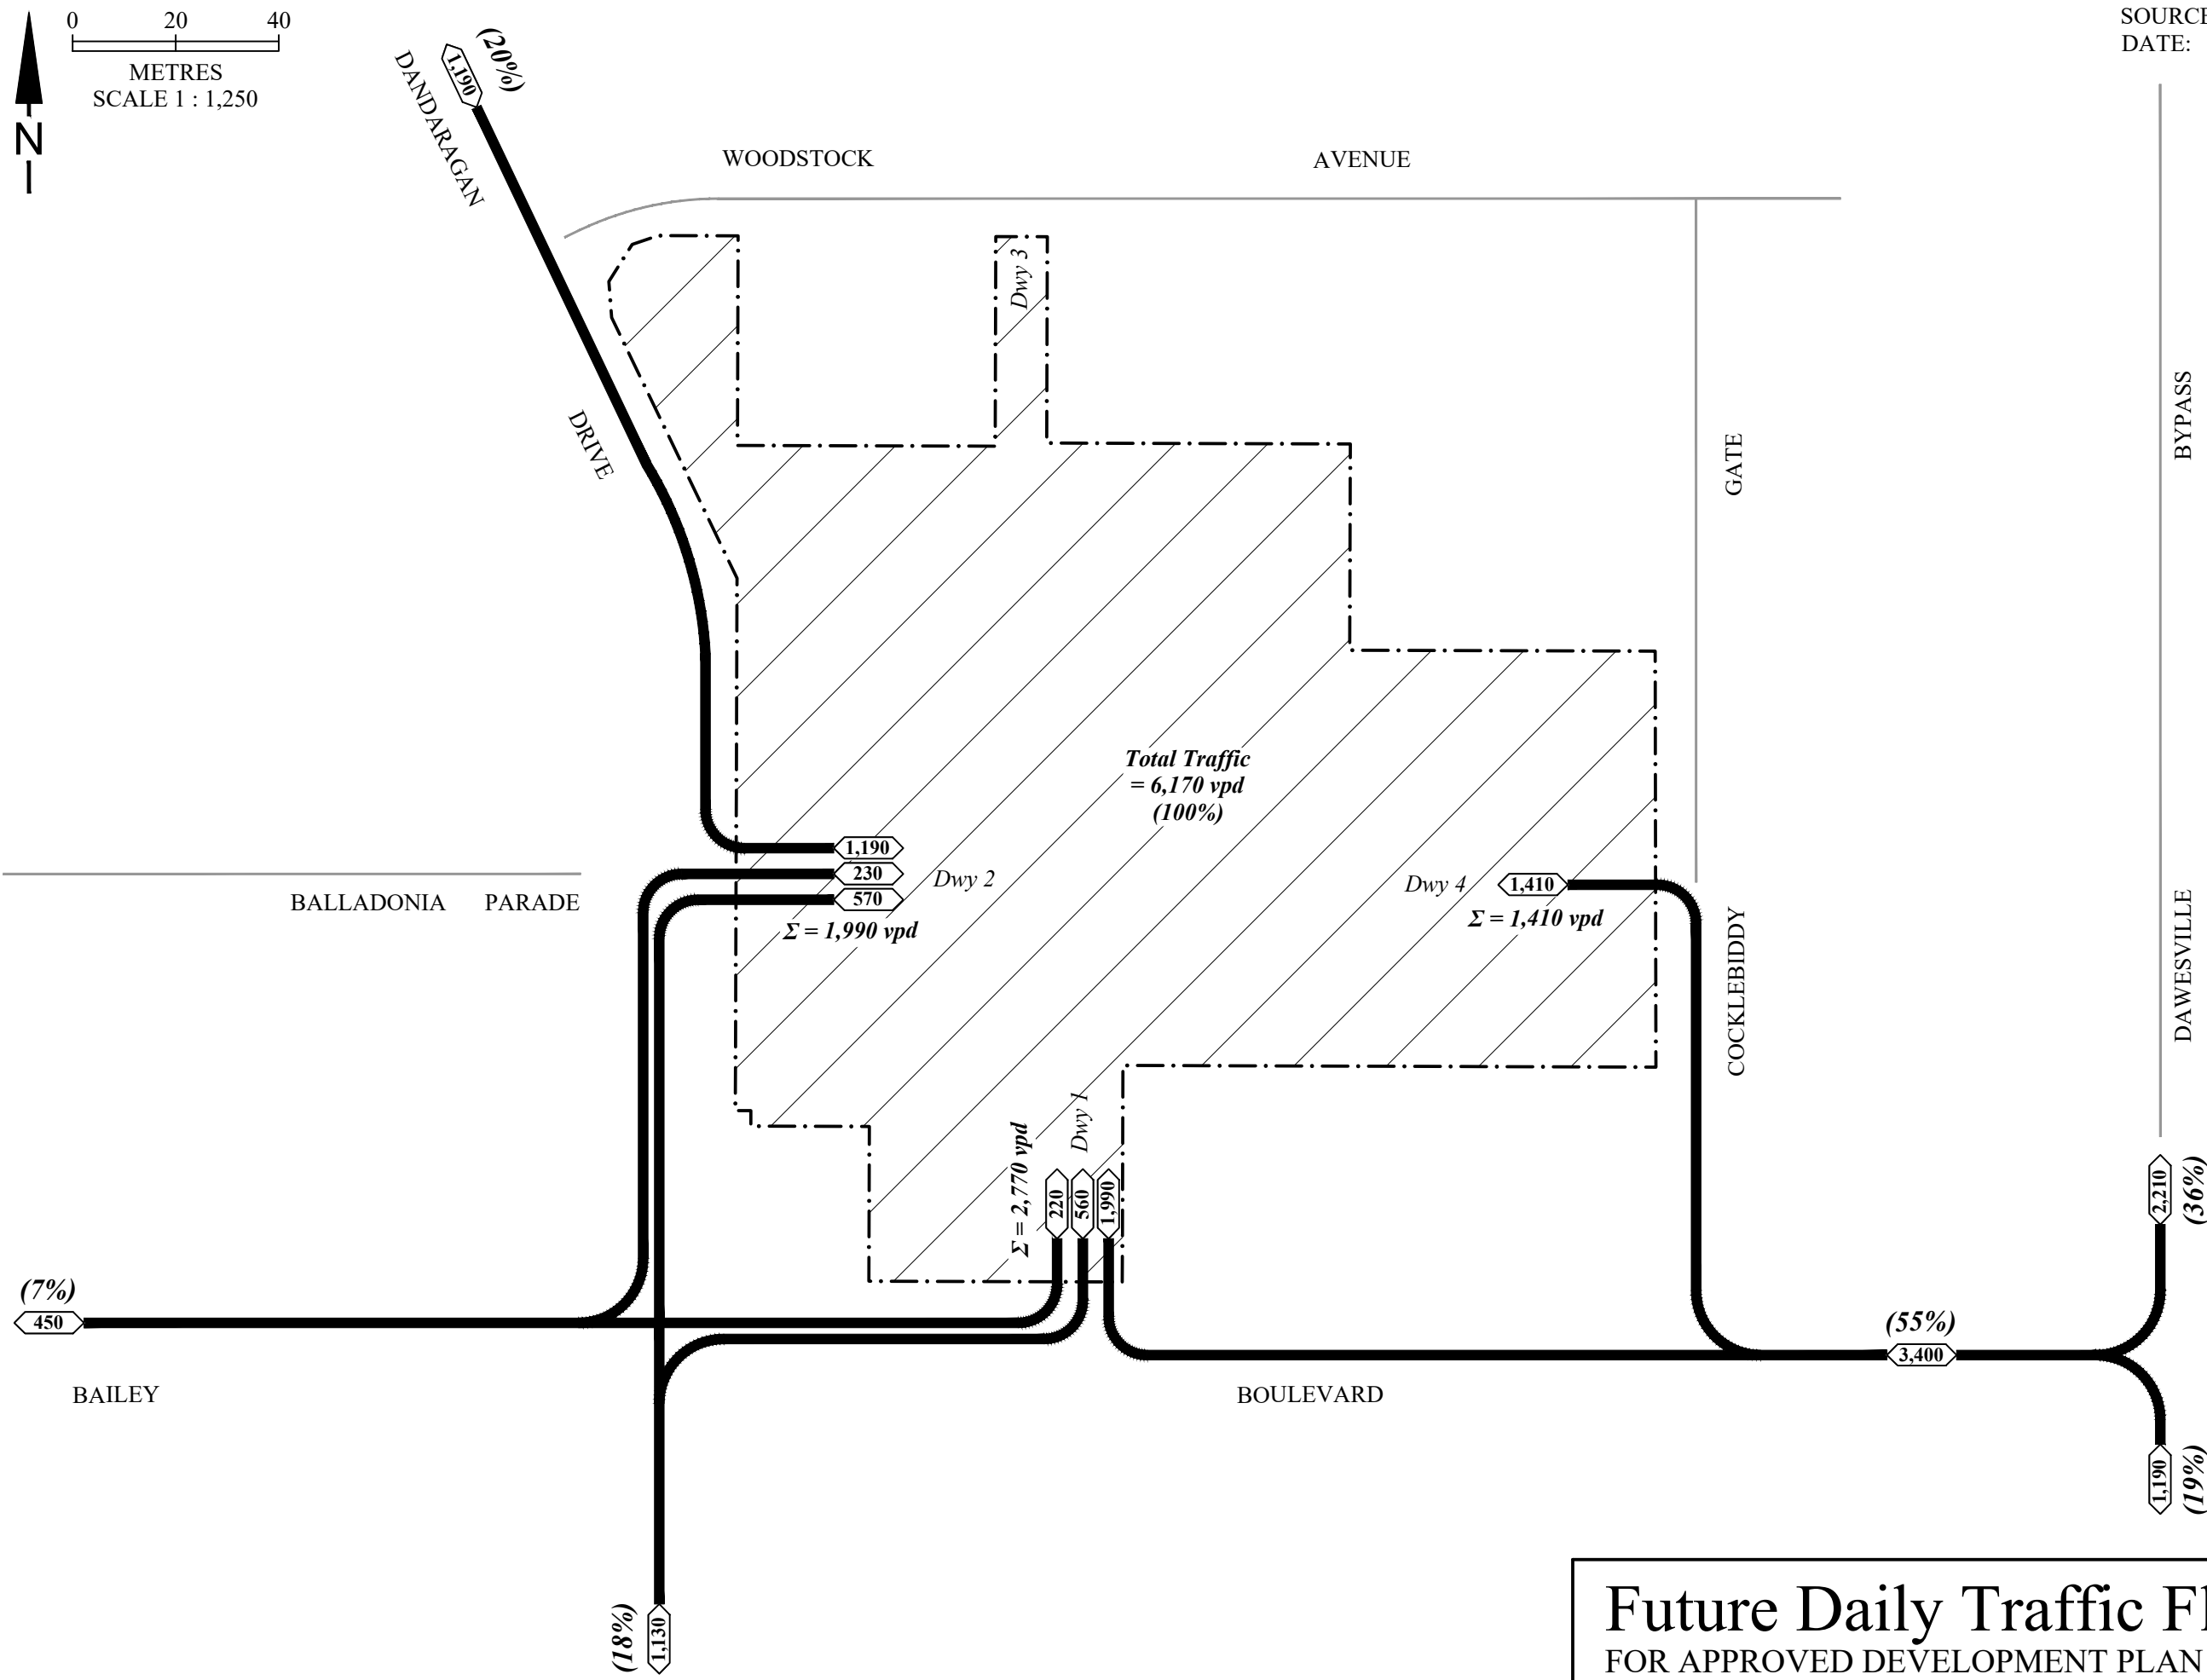 0 20 40
METRES
SCALE 1 : 1,250
N
SOURCE
DATE:
1,190
(20%)
DANDARAGAN
DRIVE
WOODSTOCK AVENUE
Dwy 3
GATE
BYPASS
Total Traffic
= 6,170 vpd
(100%)
1,190
230
570
Dwy 2
Σ = 1,990 vpd
BALLADONIA PARADE
Dwy 4
1,410
Σ = 1,410 vpd
COCKLEBIDDY
DAWESVILLE
Σ = 2,770 vpd
Dwy 1
220
560
1,990
2,210
(36%)
(7%)
450
(55%)
3,400
BAILEY BOULEVARD
1,190
(19%)
(18%)
1,130
Future Daily Traffic Fl
FOR APPROVED DEVELOPMENT PLAN